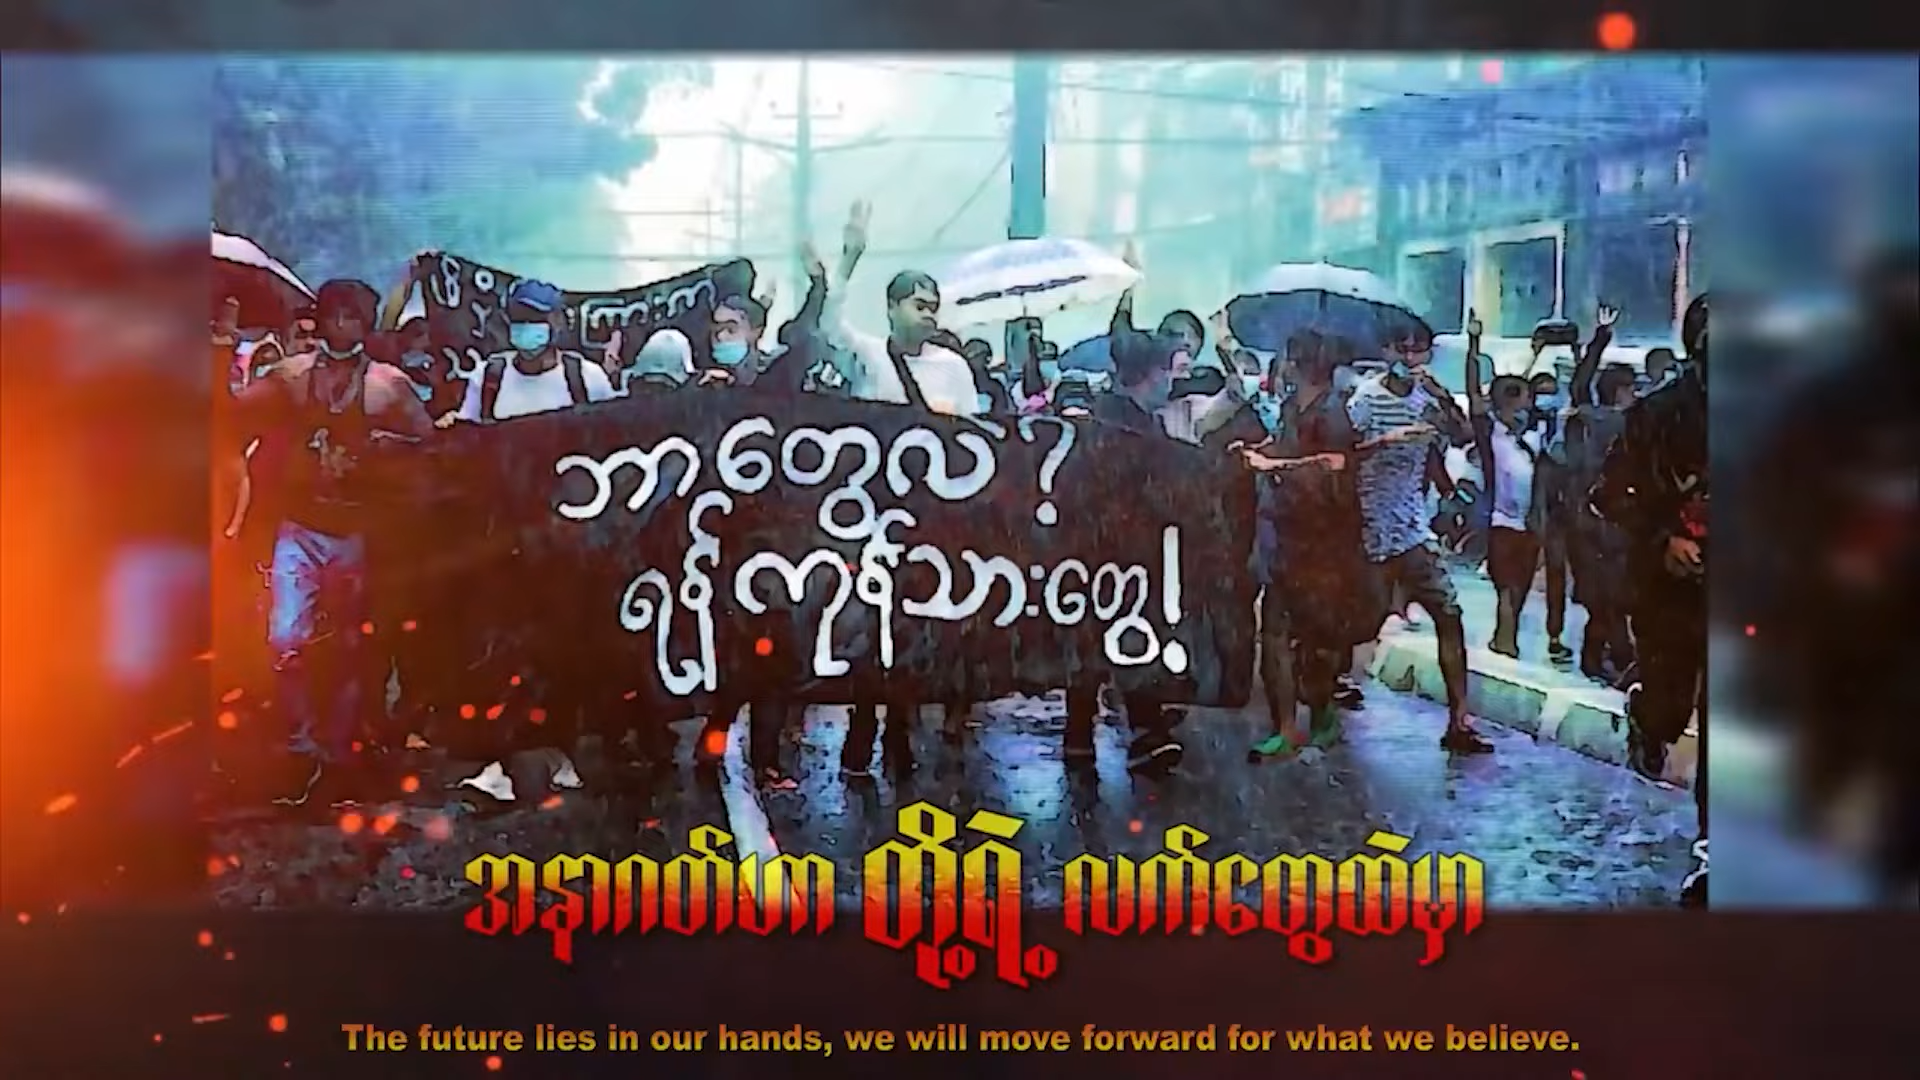 ဘာတွေလဲ?
ရန်ကုန်သားတွေ!
အနာဂတ်ဟာ တို့ရဲ့ လက်တွေထဲမှာ
The future lies in our hands, we will move forward for what we believe.